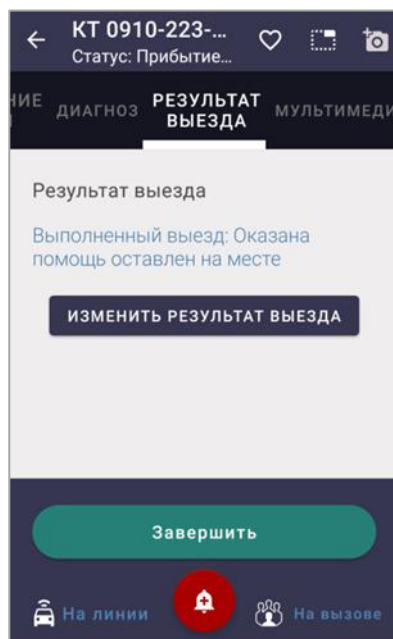 КТ 0910-223-...
Статус: Прибытие...
ДИАГНОЗ
РЕЗУЛЬТАТ
ВЫЕЗДА
МУЛЬТИМЕДИ
Результат выезда
Выполненный выезд: Оказана
помощь оставлен на месте
ИЗМЕНИТЬ РЕЗУЛЬТАТ ВЫЕЗДА
Завершить
На линии
На вызове